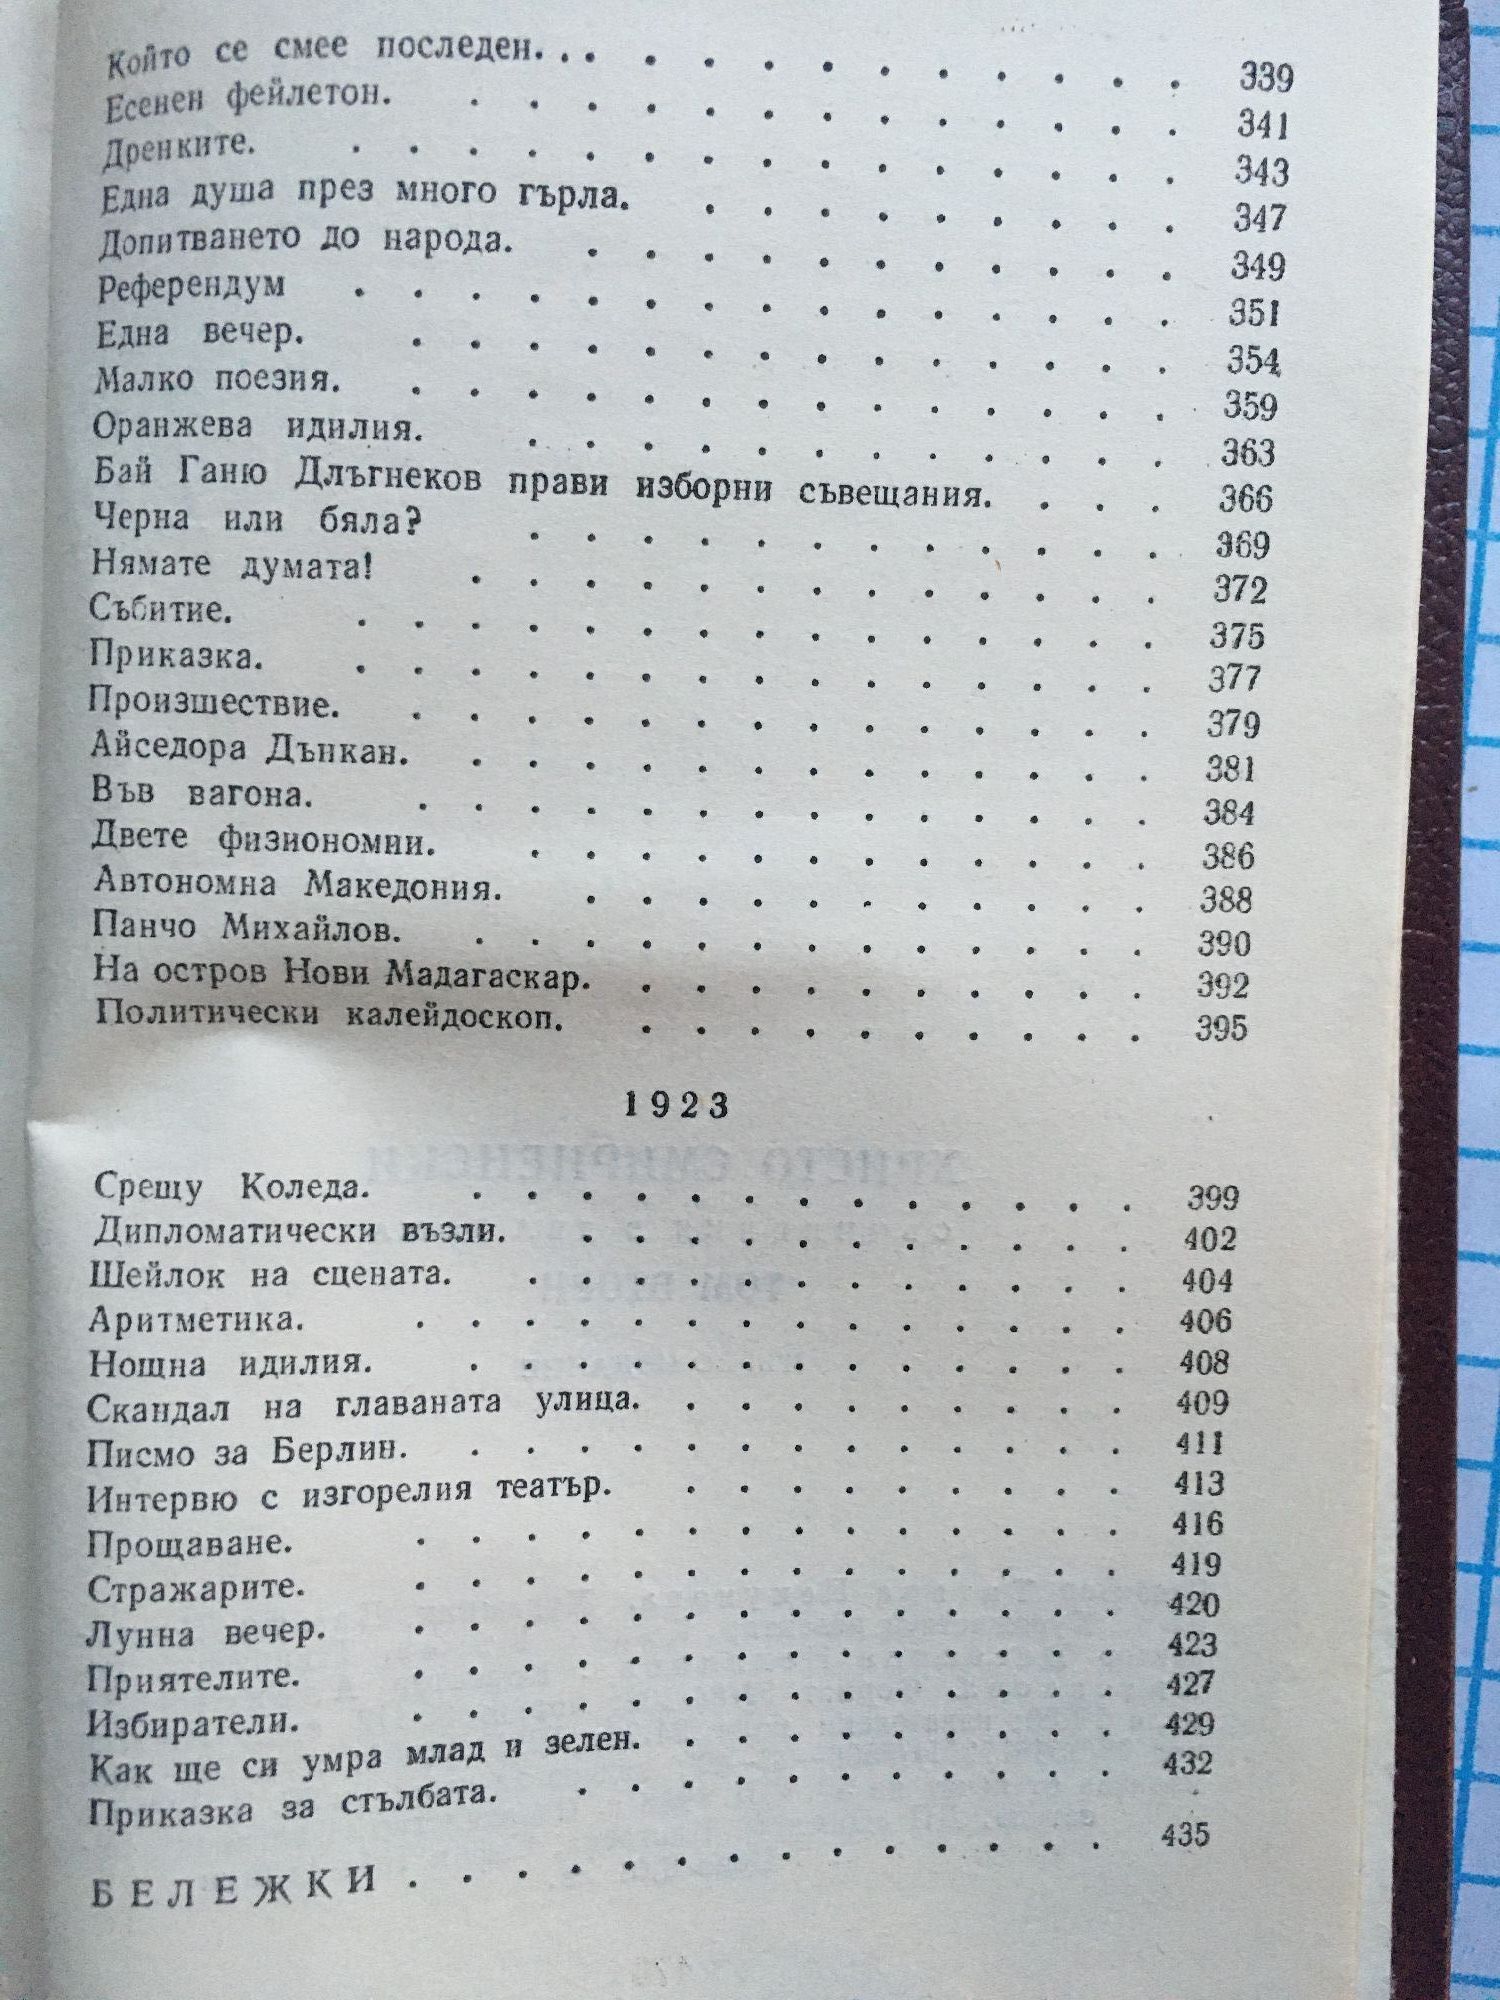 Който се смее последен. . . . . . . . . . . . . 339
Есенен фейлетон. . . . . . . . . . . . . . 341
Дренките. . . . . . . . . . . . . . . . 343
Една душа през много гърла. . . . . . . . . . 347
Допитването до народа. . . . . . . . . . . . 349
Референдум . . . . . . . . . . . . . . . 351
Една вечер. . . . . . . . . . . . . . . 354
Малко поезия. . . . . . . . . . . . . . . 359
Оранжева идилия. . . . . . . . . . . . . 363
Бай Ганю Длъгнеков прави изборни съвещания. . . . 366
Черна или бяла? . . . . . . . . . . . . 369
Нямате думата! . . . . . . . . . . . . . 372
Събитие. . . . . . . . . . . . . . . . 375
Приказка. . . . . . . . . . . . . . . . 377
Произшествие. . . . . . . . . . . . . . . 379
Айседора Дънкан. . . . . . . . . . . . . . 381
Във вагона. . . . . . . . . . . . . . . 384
Двете физиономии. . . . . . . . . . . . . 386
Автономна Македония. . . . . . . . . . . . 388
Панчо Михайлов. . . . . . . . . . . . . . 390
На остров Нови Мадагаскар. . . . . . . . . . . 392
Политически калейдоскоп. . . . . . . . . . . 395
1923
Срещу Коледа. . . . . . . . . . . . . . 399
Дипломатически възли. . . . . . . . . . . . 402
Шейлок на сцената. . . . . . . . . . . . . 404
Аритметика. . . . . . . . . . . . . . . 406
Нощна идилия. . . . . . . . . . . . . . 408
Скандал на главаната улица. . . . . . . . . . 409
Писмо за Берлин. . . . . . . . . . . . . . 411
Интервю с изгорелия театър. . . . . . . . . . 413
Прощаване. . . . . . . . . . . . . . . 416
Стражарите. . . . . . . . . . . . . . . 419
Лунна вечер. . . . . . . . . . . . . . . 420
Приятелите. . . . . . . . . . . . . . . 423
Избиратели. . . . . . . . . . . . . . . 427
Как ще си умра млад и зелен. . . . . . . . . . 429
Приказка за стълбата. . . . . . . . . . . . 432
БЕЛЕЖКИ . . . . . . . . . . . . . . 435